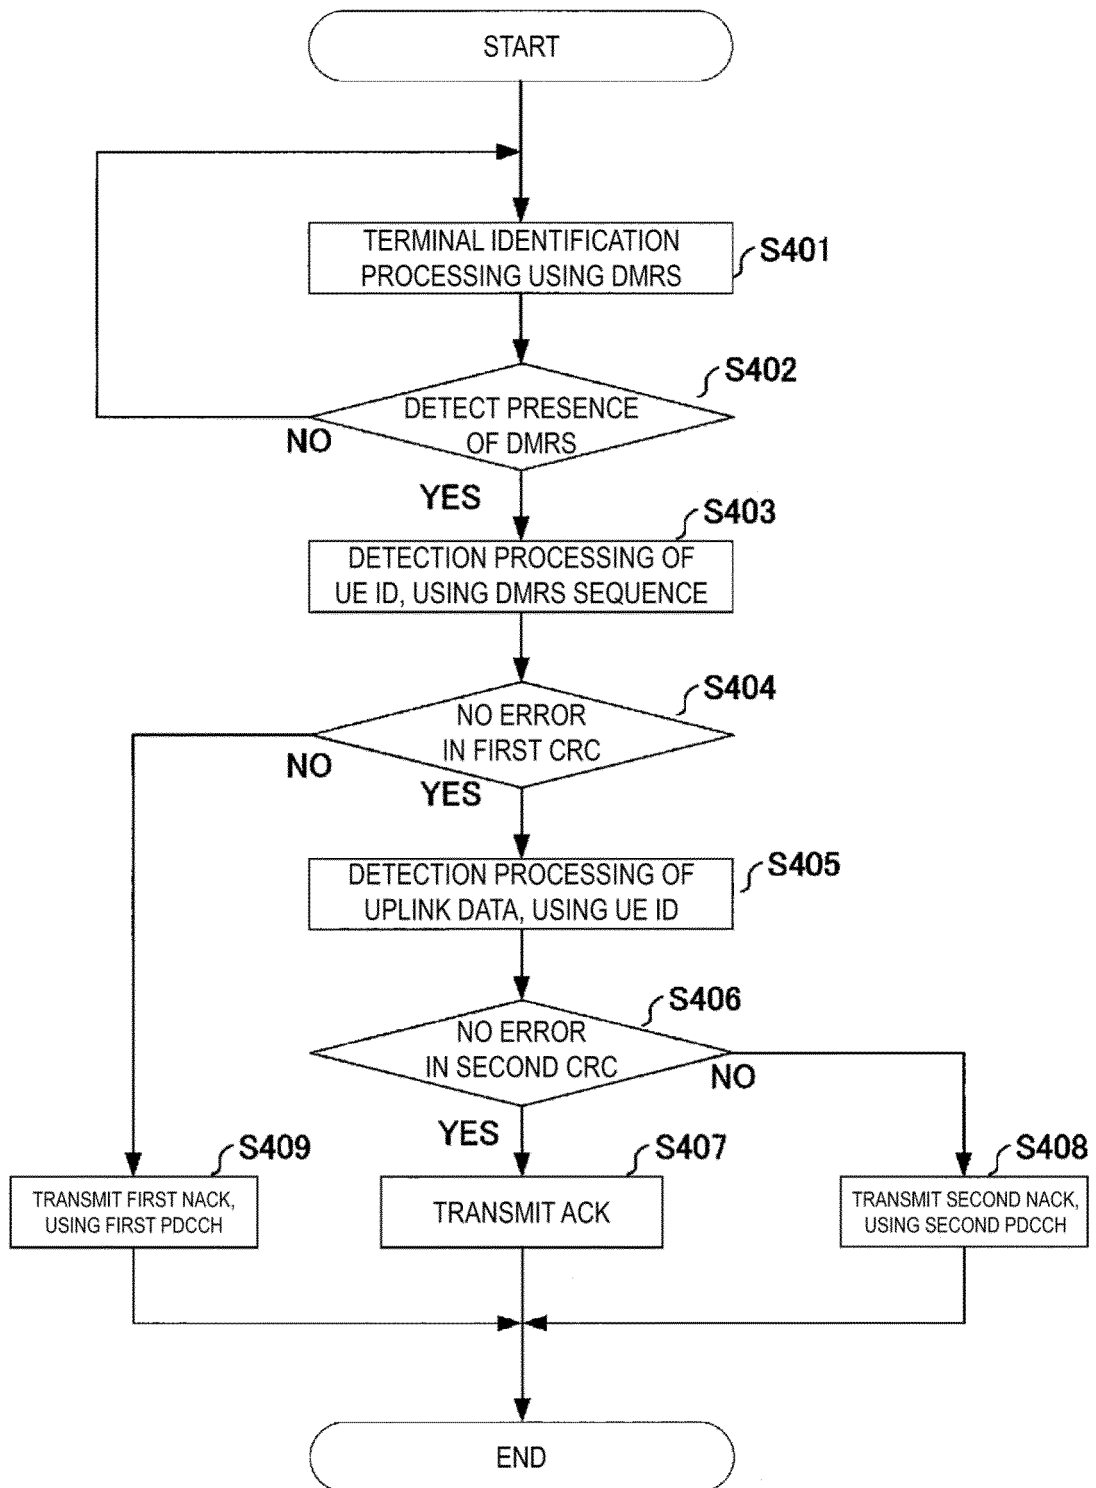 START
TERMINAL IDENTIFICATION
PROCESSING USING DMRS
S401
S402
DETECT PRESENCE
OF DMRS
NO
YES
S403
DETECTION PROCESSING OF
UE ID, USING DMRS SEQUENCE
S404
NO ERROR
IN FIRST CRC
NO
YES
S405
DETECTION PROCESSING OF
UPLINK DATA, USING UE ID
S406
NO ERROR
IN SECOND CRC
NO
YES
S409
TRANSMIT FIRST NACK,
USING FIRST PDCCH
S407
TRANSMIT ACK
S408
TRANSMIT SECOND NACK,
USING SECOND PDCCH
END